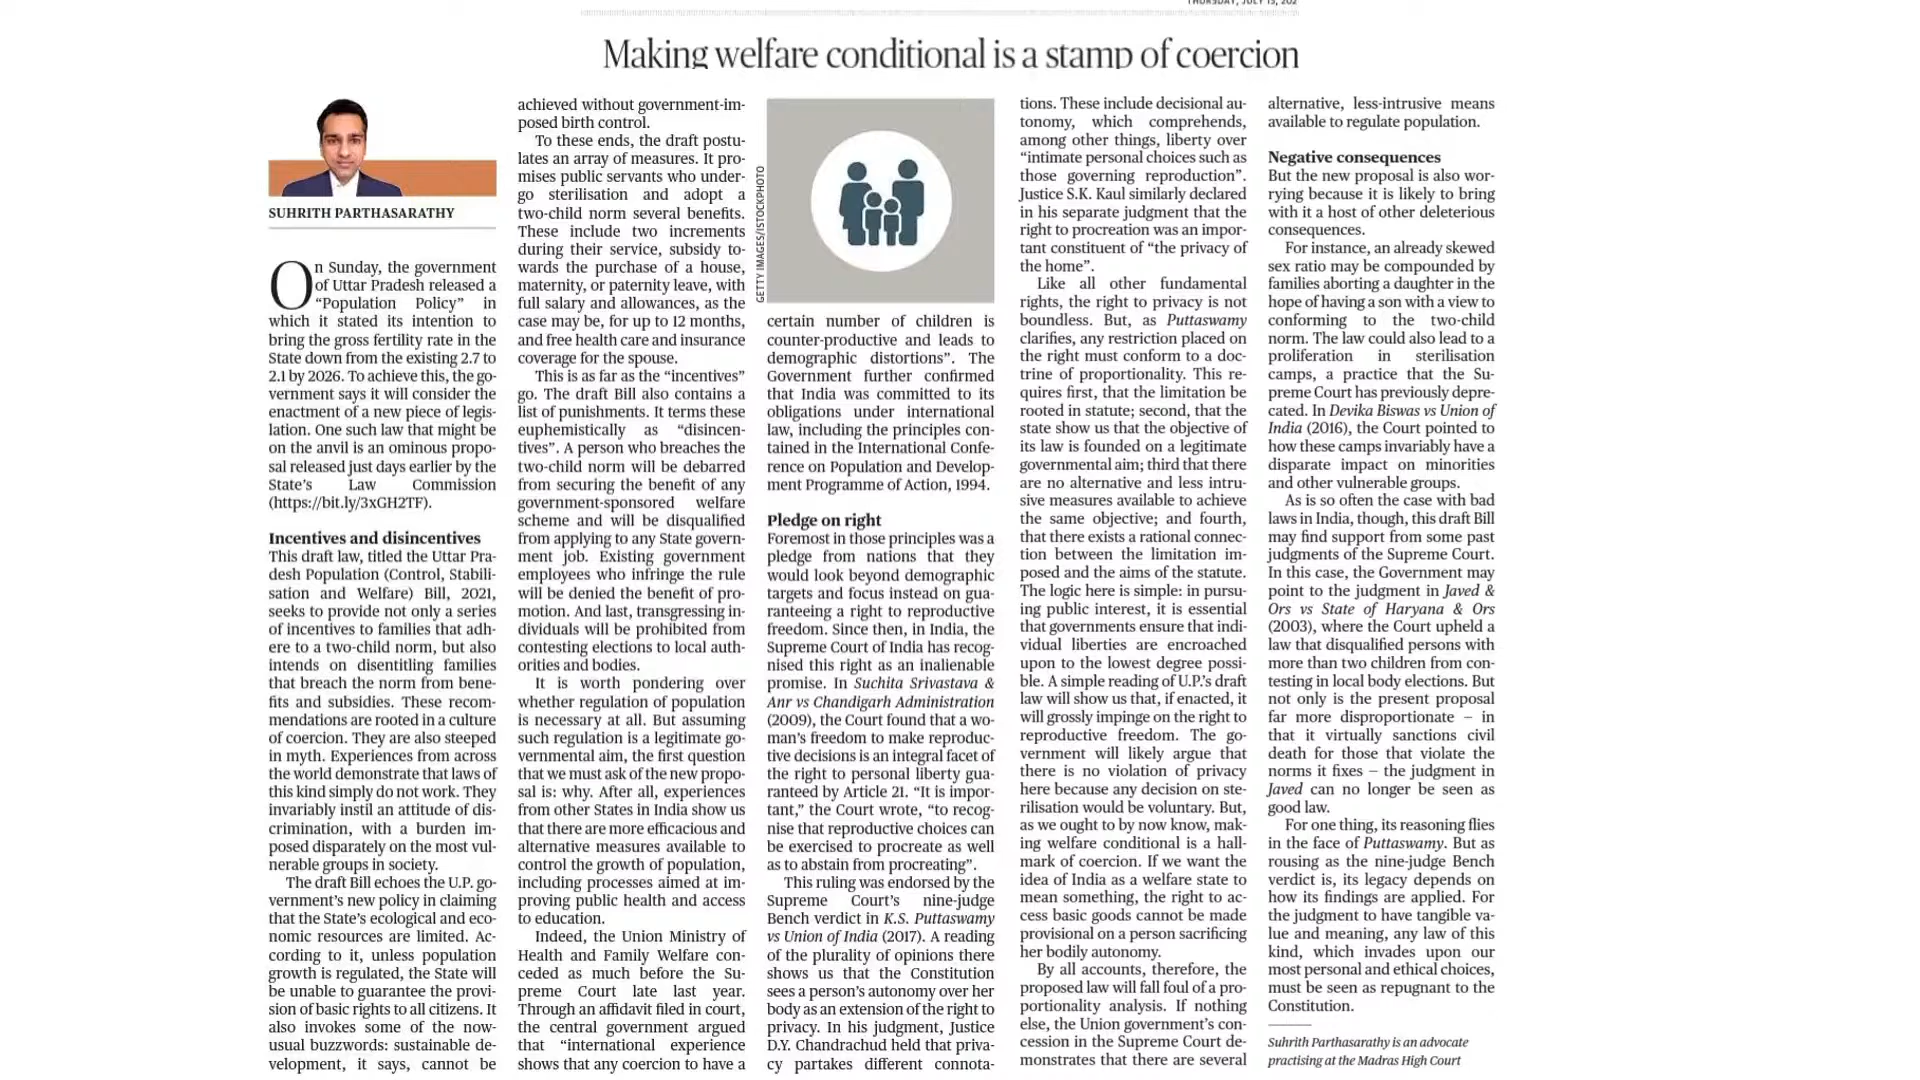 THURSDAY, JULY 15, 202
Making welfare conditional is a stamp of coercion
SUHRITH PARTHASARATHY
On Sunday, the government
of Uttar Pradesh released a
“Population Policy” in
which it stated its intention to
bring the gross fertility rate in the
State down from the existing 2.7 to
2.1 by 2026. To achieve this, the go-
vernment says it will consider the
enactment of a new piece of legis-
lation. One such law that might be
on the anvil is an ominous propo-
sal released just days earlier by the
State’s Law Commission
(https://bit.ly/3xGH2TF).
Incentives and disincentives
This draft law, titled the Uttar Pra-
desh Population (Control, Stabili-
sation and Welfare) Bill, 2021,
seeks to provide not only a series
of incentives to families that adh-
ere to a two-child norm, but also
intends on disentitling families
that breach the norm from bene-
fits and subsidies. These recom-
mendations are rooted in a culture
of coercion. They are also steeped
in myth. Experiences from across
the world demonstrate that laws of
this kind simply do not work. They
invariably instil an attitude of dis-
crimination, with a burden im-
posed disparately on the most vul-
nerable groups in society.
The draft Bill echoes the U.P. go-
vernment’s new policy in claiming
that the State’s ecological and eco-
nomic resources are limited. Ac-
cording to it, unless population
growth is regulated, the State will
be unable to guarantee the provi-
sion of basic rights to all citizens. It
also invokes some of the now-
usual buzzwords: sustainable de-
velopment, it says, cannot be
achieved without government-im-
posed birth control.
To these ends, the draft postu-
lates an array of measures. It pro-
mises public servants who under-
go sterilisation and adopt a
two-child norm several benefits.
These include two increments
during their service, subsidy to-
wards the purchase of a house,
maternity, or paternity leave, with
full salary and allowances, as the
case may be, for up to 12 months,
and free health care and insurance
coverage for the spouse.
This is as far as the “incentives”
go. The draft Bill also contains a
list of punishments. It terms these
euphemistically as “disincen-
tives”. A person who breaches the
two-child norm will be debarred
from securing the benefit of any
government-sponsored welfare
scheme and will be disqualified
from applying to any State govern-
ment job. Existing government
employees who infringe the rule
will be denied the benefit of pro-
motion. And last, transgressing in-
dividuals will be prohibited from
contesting elections to local auth-
orities and bodies.
It is worth pondering over
whether regulation of population
is necessary at all. But assuming
such regulation is a legitimate go-
vernmental aim, the first question
that we must ask of the new propo-
sal is: why. After all, experiences
from other States in India show us
that there are more efficacious and
alternative measures available to
control the growth of population,
including processes aimed at im-
proving public health and access
to education.
Indeed, the Union Ministry of
Health and Family Welfare con-
ceded as much before the Su-
preme Court late last year.
Through an affidavit filed in court,
the central government argued
that “international experience
shows that any coercion to have a
GETTY IMAGES/ISTOCKPHOTO
certain number of children is
counter-productive and leads to
demographic distortions”. The
Government further confirmed
that India was committed to its
obligations under international
law, including the principles con-
tained in the International Confe-
rence on Population and Develop-
ment Programme of Action, 1994.
Pledge on right
Foremost in those principles was a
pledge from nations that they
would look beyond demographic
targets and focus instead on gua-
ranteeing a right to reproductive
freedom. Since then, in India, the
Supreme Court of India has recog-
nised this right as an inalienable
promise. In Suchita Srivastava &
Anr vs Chandigarh Administration
(2009), the Court found that a wo-
man’s freedom to make reproduc-
tive decisions is an integral facet of
the right to personal liberty gua-
ranteed by Article 21. “It is impor-
tant,” the Court wrote, “to recog-
nise that reproductive choices can
be exercised to procreate as well
as to abstain from procreating”.
This ruling was endorsed by the
Supreme Court’s nine-judge
Bench verdict in K.S. Puttaswamy
vs Union of India (2017). A reading
of the plurality of opinions there
shows us that the Constitution
sees a person’s autonomy over her
body as an extension of the right to
privacy. In his judgment, Justice
D.Y. Chandrachud held that priva-
cy partakes different connota-
tions. These include decisional au-
tonomy, which comprehends,
among other things, liberty over
“intimate personal choices such as
those governing reproduction”.
Justice S.K. Kaul similarly declared
in his separate judgment that the
right to procreation was an impor-
tant constituent of “the privacy of
the home”.
Like all other fundamental
rights, the right to privacy is not
boundless. But, as Puttaswamy
clarifies, any restriction placed on
the right must conform to a doc-
trine of proportionality. This re-
quires first, that the limitation be
rooted in statute; second, that the
state show us that the objective of
its law is founded on a legitimate
governmental aim; third that there
are no alternative and less intru-
sive measures available to achieve
the same objective; and fourth,
that there exists a rational connec-
tion between the limitation im-
posed and the aims of the statute.
The logic here is simple: in pursu-
ing public interest, it is essential
that governments ensure that indi-
vidual liberties are encroached
upon to the lowest degree possi-
ble. A simple reading of U.P.’s draft
law will show us that, if enacted, it
will grossly impinge on the right to
reproductive freedom. The go-
vernment will likely argue that
there is no violation of privacy
here because any decision on ste-
rilisation would be voluntary. But,
as we ought to by now know, mak-
ing welfare conditional is a hall-
mark of coercion. If we want the
idea of India as a welfare state to
mean something, the right to ac-
cess basic goods cannot be made
provisional on a person sacrificing
her bodily autonomy.
By all accounts, therefore, the
proposed law will fall foul of a pro-
portionality analysis. If nothing
else, the Union government’s con-
cession in the Supreme Court de-
monstrates that there are several
alternative, less-intrusive means
available to regulate population.
Negative consequences
But the new proposal is also wor-
rying because it is likely to bring
with it a host of other deleterious
consequences.
For instance, an already skewed
sex ratio may be compounded by
families aborting a daughter in the
hope of having a son with a view to
conforming to the two-child
norm. The law could also lead to a
proliferation in sterilisation
camps, a practice that the Su-
preme Court has previously depre-
cated. In Devika Biswas vs Union of
India (2016), the Court pointed to
how these camps invariably have a
disparate impact on minorities
and other vulnerable groups.
As is so often the case with bad
laws in India, though, this draft Bill
may find support from some past
judgments of the Supreme Court.
In this case, the Government may
point to the judgment in Javed &
Ors vs State of Haryana & Ors
(2003), where the Court upheld a
law that disqualified persons with
more than two children from con-
testing in local body elections. But
not only is the present proposal
far more disproportionate – in
that it virtually sanctions civil
death for those that violate the
norms it fixes – the judgment in
Javed can no longer be seen as
good law.
For one thing, its reasoning flies
in the face of Puttaswamy. But as
rousing as the nine-judge Bench
verdict is, its legacy depends on
how its findings are applied. For
the judgment to have tangible va-
lue and meaning, any law of this
kind, which invades upon our
most personal and ethical choices,
must be seen as repugnant to the
Constitution.
Suhrith Parthasarathy is an advocate
practising at the Madras High Court